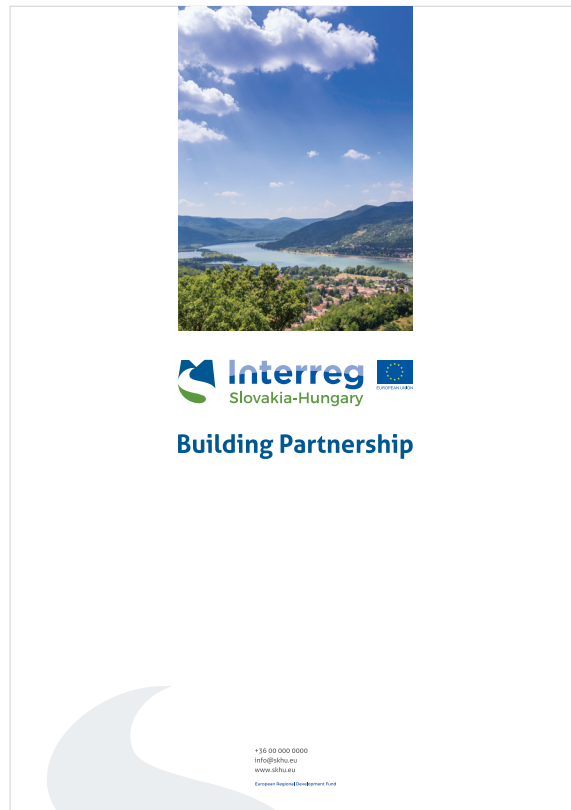 Interreg
EUROPEAN UNION
Slovakia-Hungary
Building Partnership
+36 00 000 0000
info@skhu.eu
www.skhu.eu
European Regional Development Fund